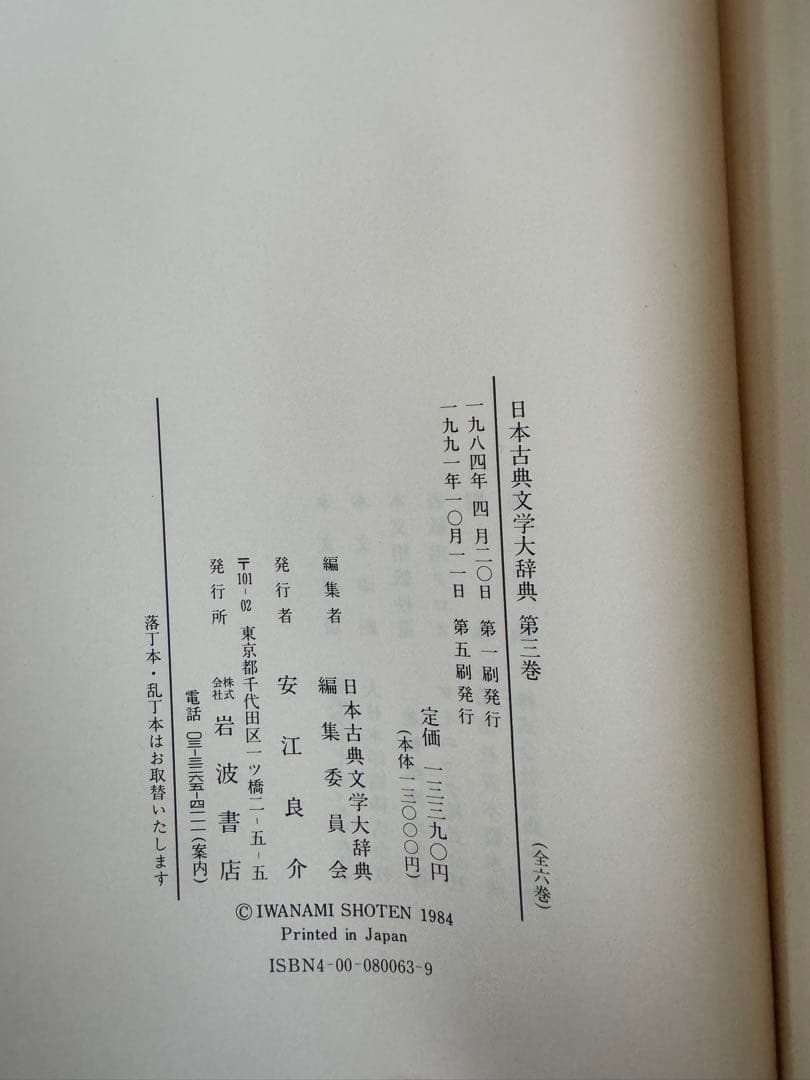 日本古典文学大辞典 第三巻
(全六巻)
一九八四年 四 月二〇日 第一刷発行
一九九一年一〇月一一日 第五刷発行
定価 一三三九〇円
(本体一三〇〇〇円)
編集者 日本古典文学大辞典編集委員会
発行者 安江良介
〒101-02 東京都千代田区一ツ橋二-五-五
発行所 株式会社 岩波書店
電話 〇三-三二六五-四一一一(案内)
落丁本・乱丁本はお取替いたします
© IWANAMI SHOTEN 1984
Printed in Japan
ISBN4-00-080063-9